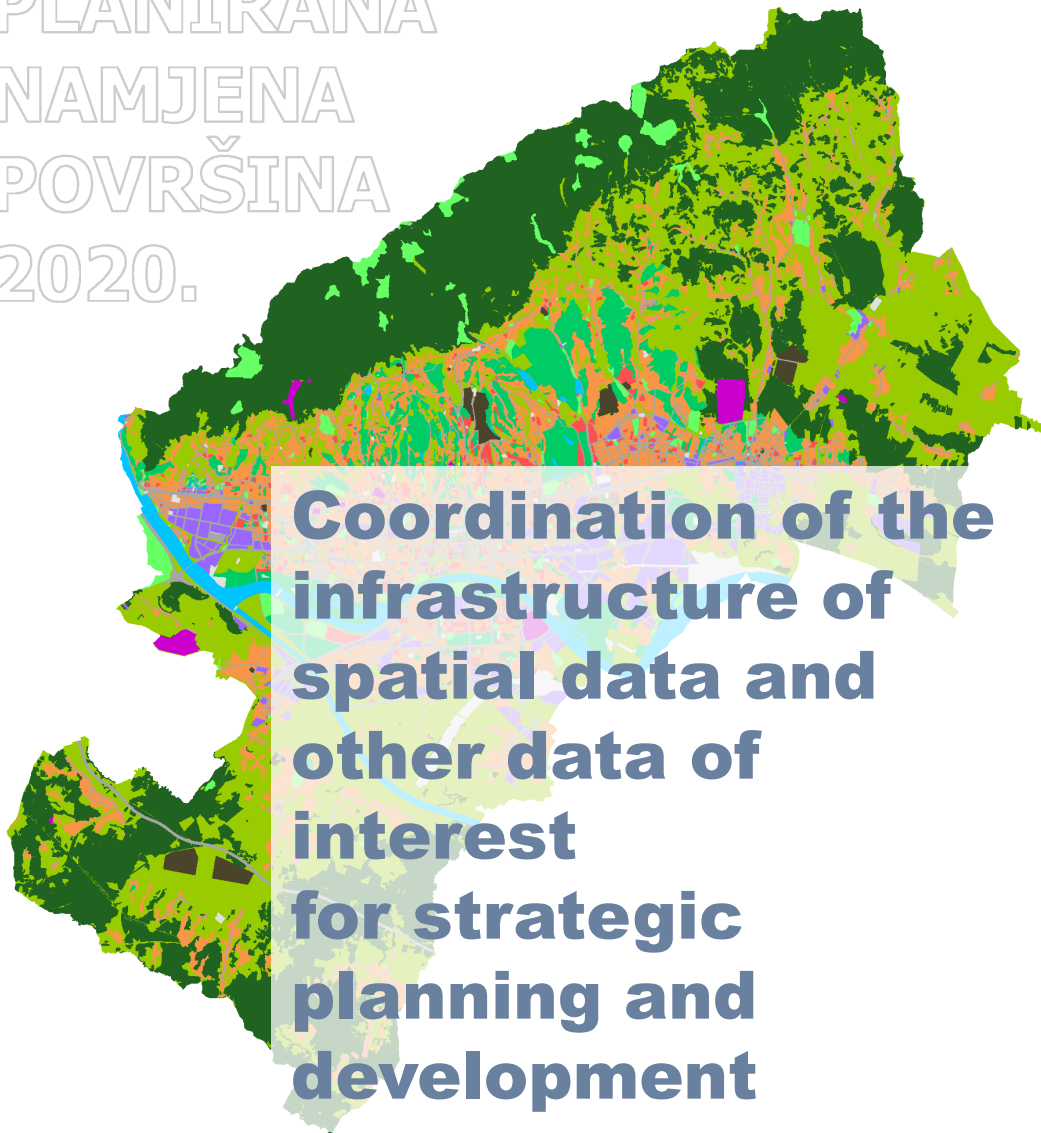 PLANIRANA
NAMJENA
POVRŠINA
2020.
Coordination of the
infrastructure of
spatial data and
other data of
interest
for strategic
planning and
development